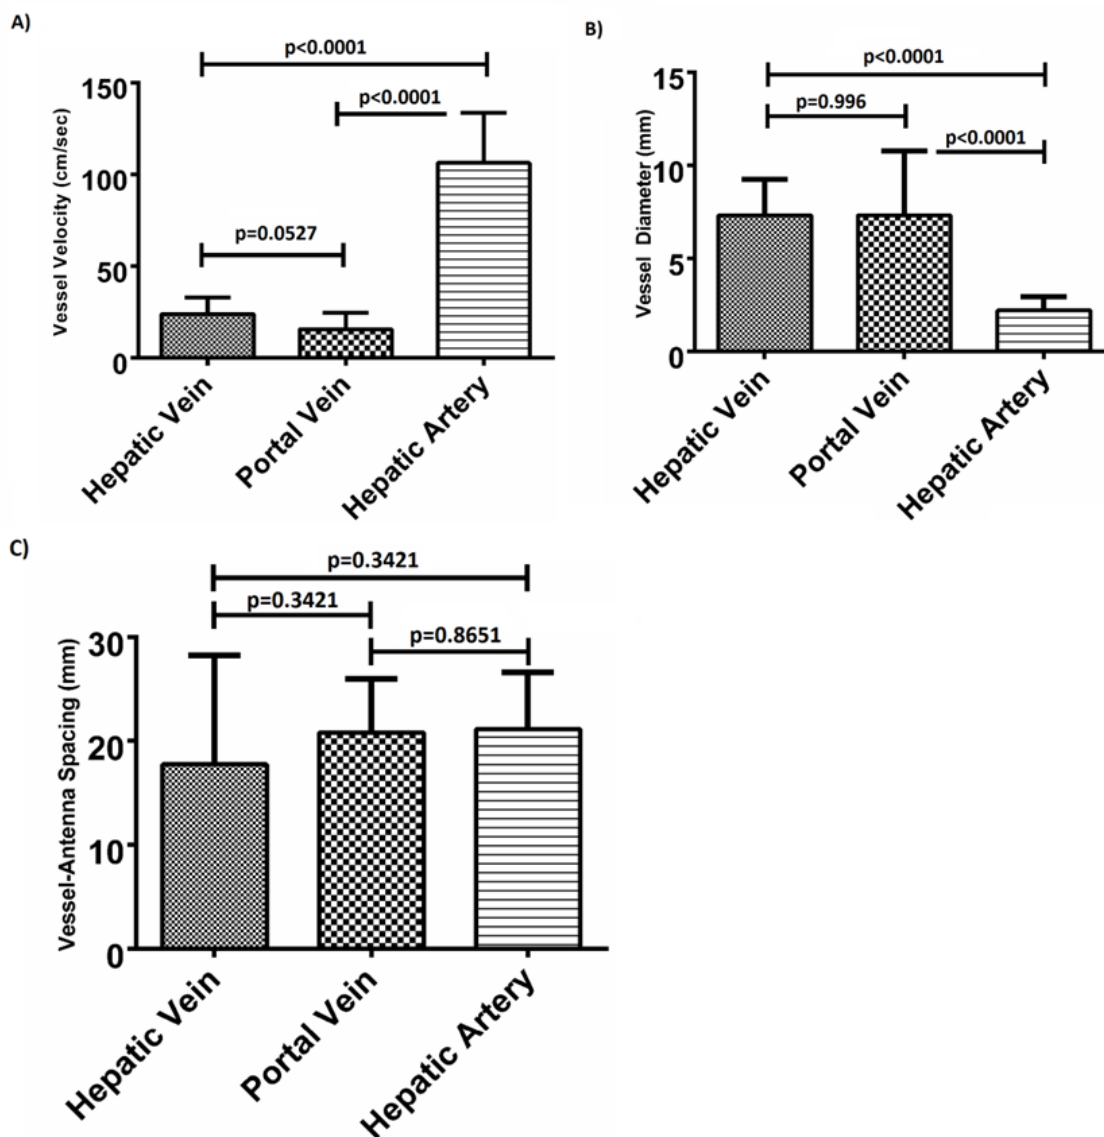 A)
p<0.0001
p<0.0001
p=0.0527
Vessel Velocity (cm/sec)
150
100
50
0
Hepatic Vein
Portal Vein
Hepatic Artery
B)
p<0.0001
p=0.996
p<0.0001
Vessel Diameter (mm)
15
10
5
0
Hepatic Vein
Portal Vein
Hepatic Artery
C)
p=0.3421
p=0.3421
p=0.8651
Vessel-Antenna Spacing (mm)
30
20
10
0
Hepatic Vein
Portal Vein
Hepatic Artery